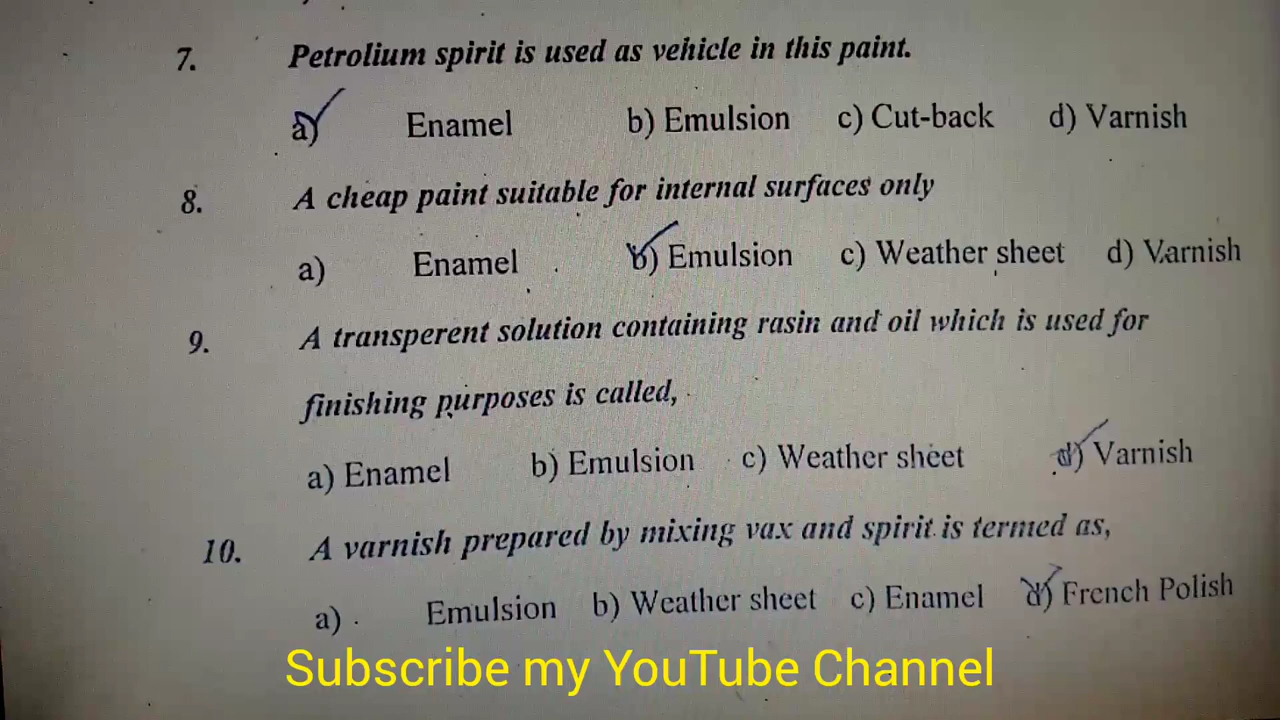 7. Petrolium spirit is used as vehicle in this paint.
a) Enamel b) Emulsion c) Cut-back d) Varnish
8. A cheap paint suitable for internal surfaces only
a) Enamel b) Emulsion c) Weather sheet d) Varnish
9. A transperent solution containing rasin and oil which is used for
finishing purposes is called,
a) Enamel b) Emulsion c) Weather sheet d) Varnish
10. A varnish prepared by mixing vax and spirit is termed as,
a) Emulsion b) Weather sheet c) Enamel d) French Polish
Subscribe my YouTube Channel